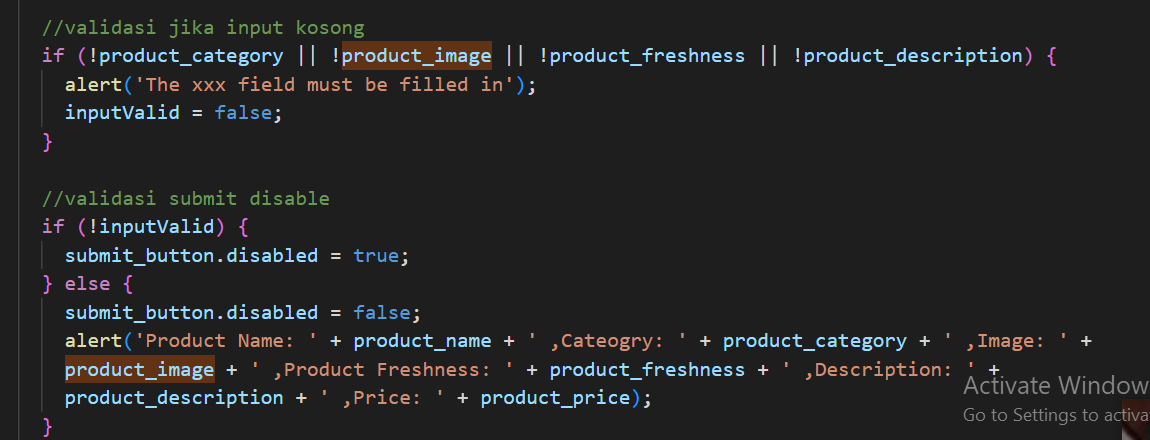 //validasi jika input kosong
if (!product_category || !product_image || !product_freshness || !product_description) {
alert('The xxx field must be filled in');
inputValid = false;
}
//validasi submit disable
if (!inputValid) {
submit_button.disabled = true;
} else {
submit_button.disabled = false;
alert('Product Name: ' + product_name + ' ,Cateogry: ' + product_category + ' ,Image: ' +
product_image + ' ,Product Freshness: ' + product_freshness + ' ,Description: ' +
product_description + ' ,Price: ' + product_price);
}
Activate Window
Go to Settings to activa